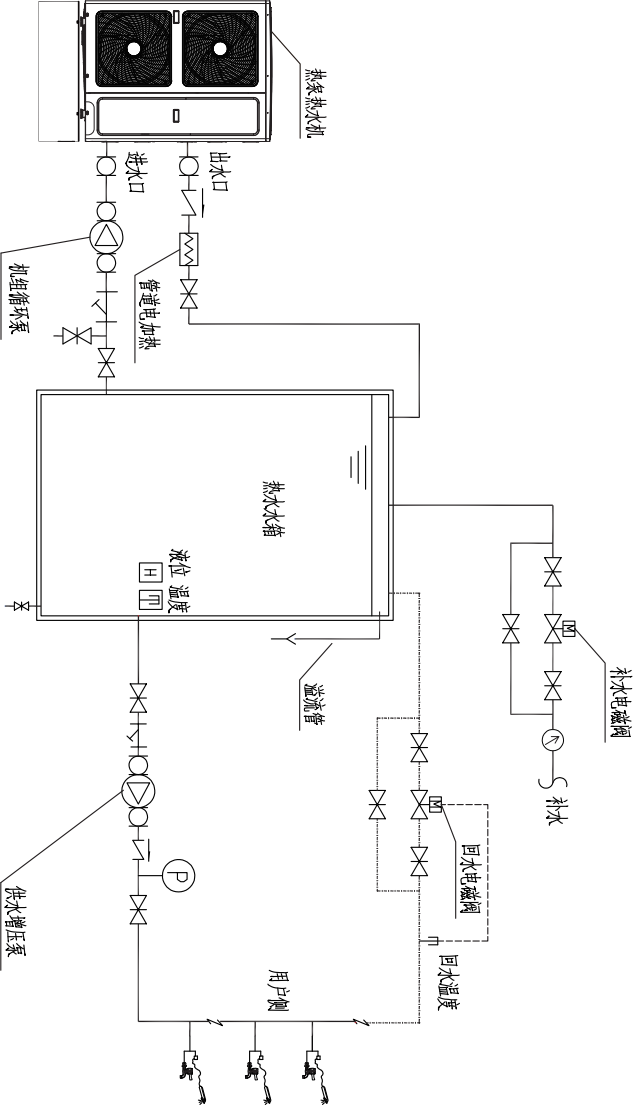 热泵热水机
出水口
进水口
机组循环泵
管道电加热
热水水箱
液位
温度
H
溢流管
M
补水电磁阀
补水
M
回水电磁阀
回水温度
P
供水增压泵
用户侧